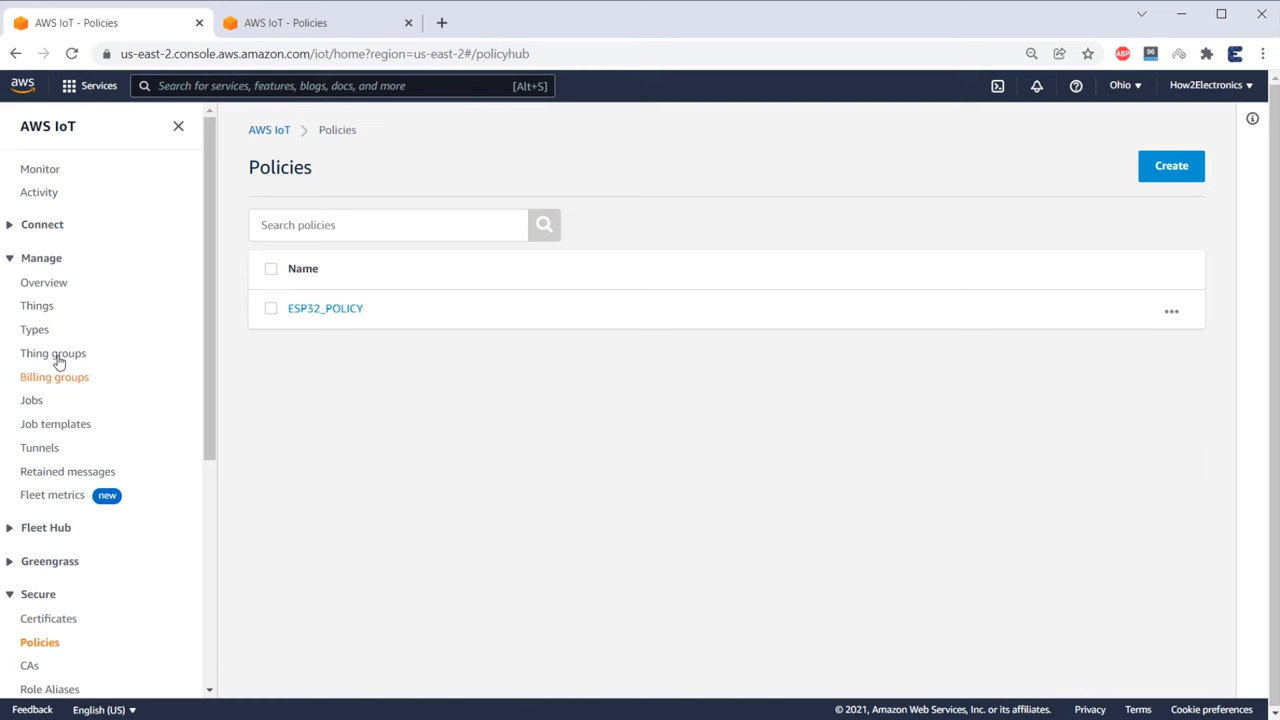 AWS IoT - Policies
AWS IoT - Policies
us-east-2.console.aws.amazon.com/iot/home?region=us-east-2#/policyhub
ABP
96
aws
Services
Search for services, features, blogs, docs, and more
[Alt+S]
Ohio
How2Electronics
AWS IoT
Monitor
Activity
Connect
Manage
Overview
Things
Types
Thing groups
Billing groups
Jobs
Job templates
Tunnels
Retained messages
Fleet metrics new
Fleet Hub
Greengrass
Secure
Certificates
Policies
CAs
Role Aliases
AWS IoT > Policies
Policies
Create
Search policies
Name
ESP32_POLICY
Feedback
English (US)
© 2021, Amazon Web Services, Inc. or its affiliates.
Privacy
Terms
Cookie preferences